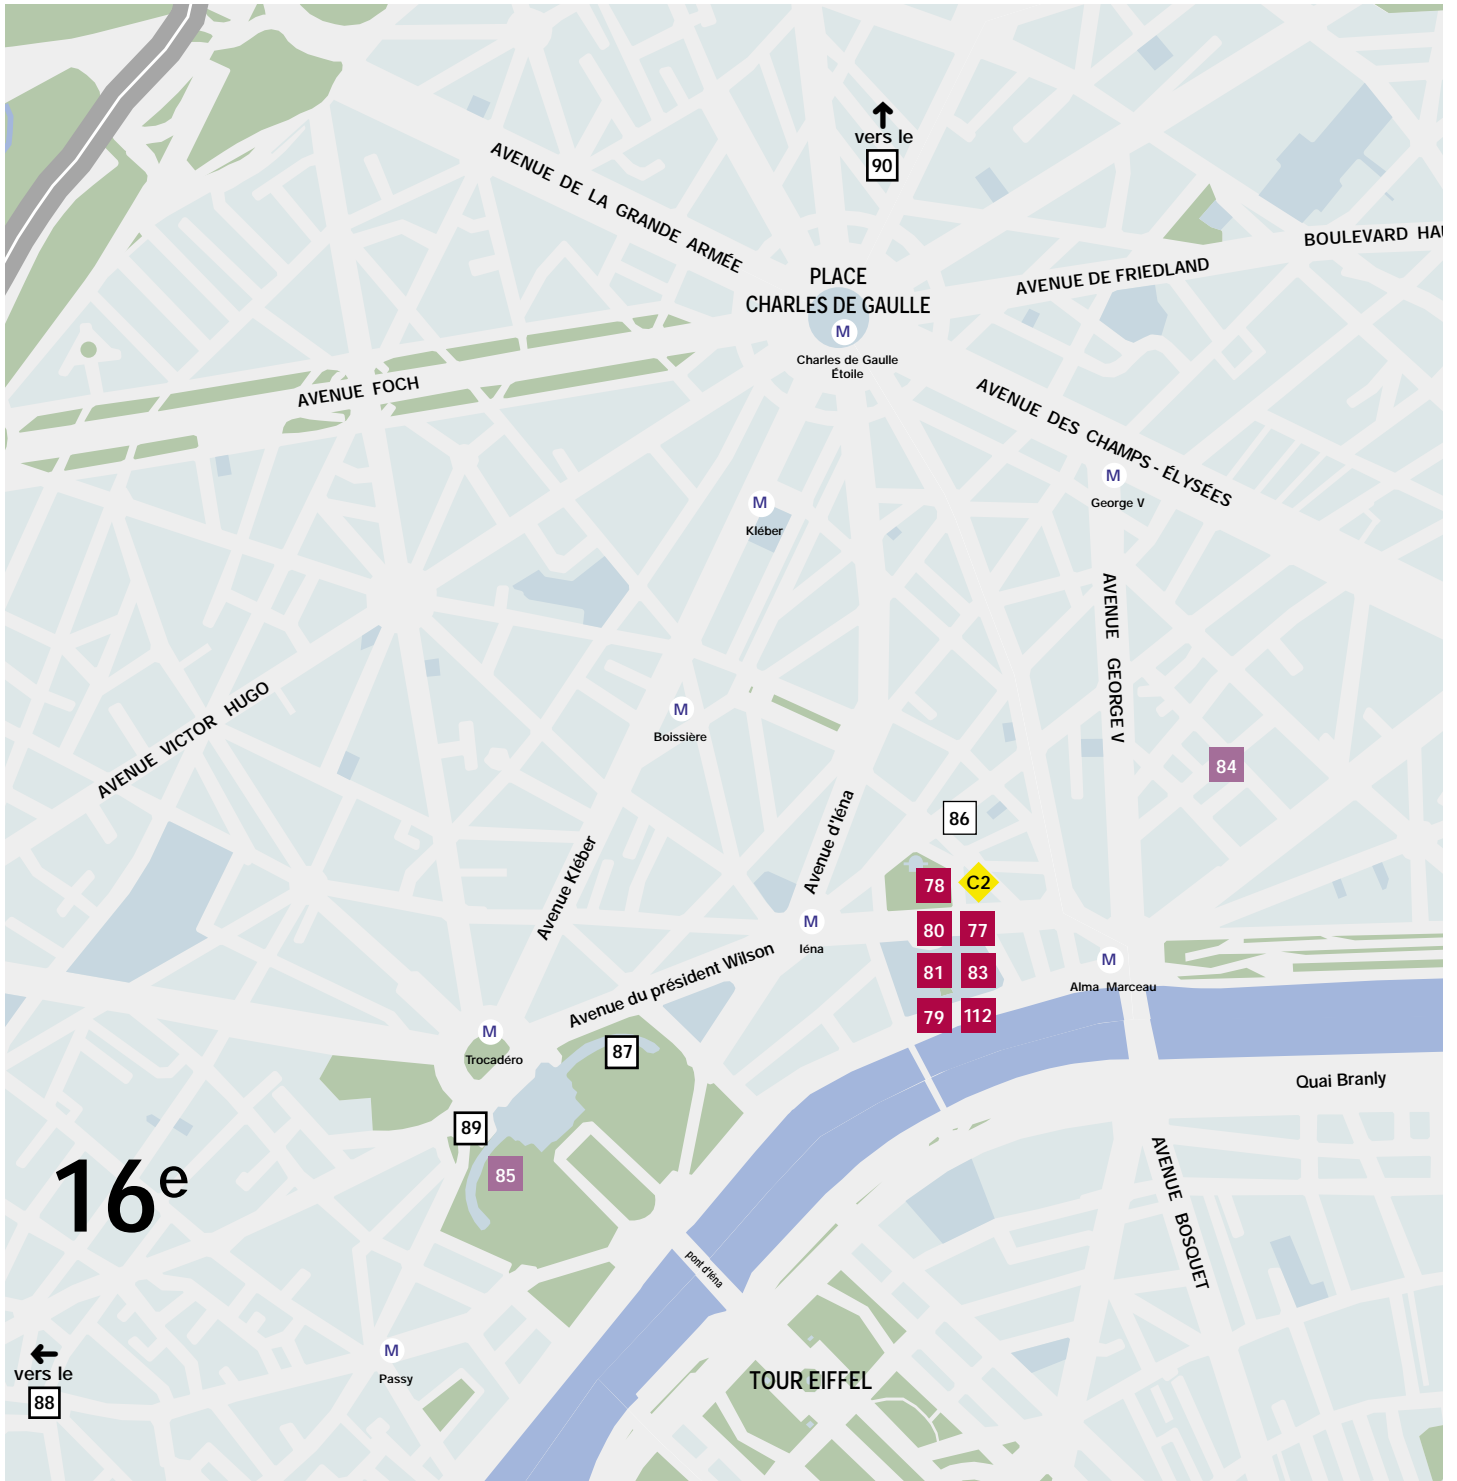 vers le
90
AVENUE DE LA GRANDE ARMÉE
BOULEVARD HAU
AVENUE DE FRIEDLAND
PLACE
CHARLES DE GAULLE
M
Charles de Gaulle
Étoile
AVENUE FOCH
AVENUE DES CHAMPS - ÉLYSÉES
M
George V
M
Kléber
AVENUE GEORGE V
AVENUE VICTOR HUGO
M
Boissière
84
86
Avenue d'Iéna
Avenue Kléber
78
C2
80
77
M
Iéna
81
83
M
Alma Marceau
79
112
Avenue du président Wilson
M
Trocadéro
87
Quai Branly
89
85
16e
AVENUE BOSQUET
pont d'Iéna
vers le
88
M
Passy
TOUR EIFFEL